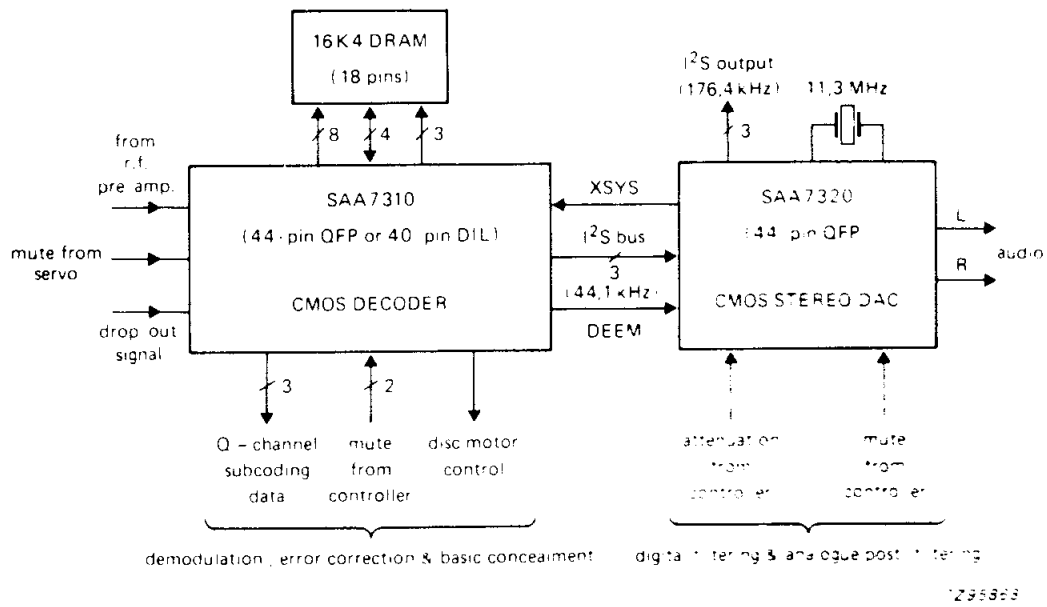 16K4 DRAM
(18 pins)
8
4
3
I²S output
(176,4 kHz)
3
11,3 MHz
from
r.f.
pre amp.
mute from
servo
drop out
signal
SAA7310
(44-pin QFP or 40 pin DIL)
CMOS DECODER
XSYS
I²S bus
3
(44,1 kHz)
DEEM
SAA7320
(44 pin QFP
CMOS STEREO DAC
L
R
audio
3
2
Q – channel
subcoding
data
mute
from
controller
disc motor
control
attenuation
from
controller
mute
from
controller
demodulation, error correction & basic concealment
digital filtering & analogue post filtering